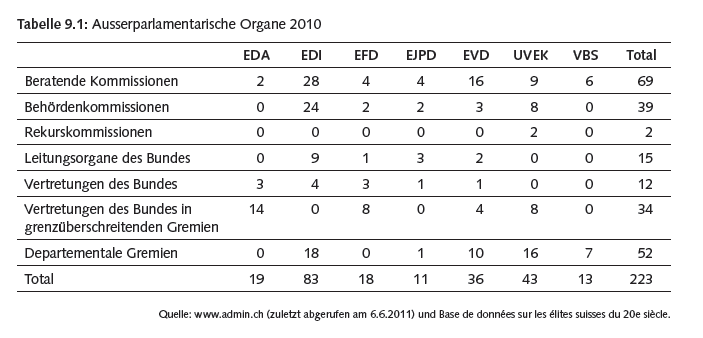 Tabelle 9.1: Ausserparlamentarische Organe 2010
EDA EDI EFD EJPD EVD UVEK VBS Total
Beratende Kommissionen 2 28 4 4 16 9 6 69
Behördenkommissionen 0 24 2 2 3 8 0 39
Rekurskommissionen 0 0 0 0 0 2 0 2
Leitungsorgane des Bundes 0 9 1 3 2 0 0 15
Vertretungen des Bundes 3 4 3 1 1 0 0 12
Vertretungen des Bundes in 14 0 8 0 4 8 0 34
grenzüberschreitenden Gremien
Departementale Gremien 0 18 0 1 10 16 7 52
Total 19 83 18 11 36 43 13 223
Quelle: www.admin.ch (zuletzt abgerufen am 6.6.2011) und Base de données sur les élites suisses du 20e siècle.